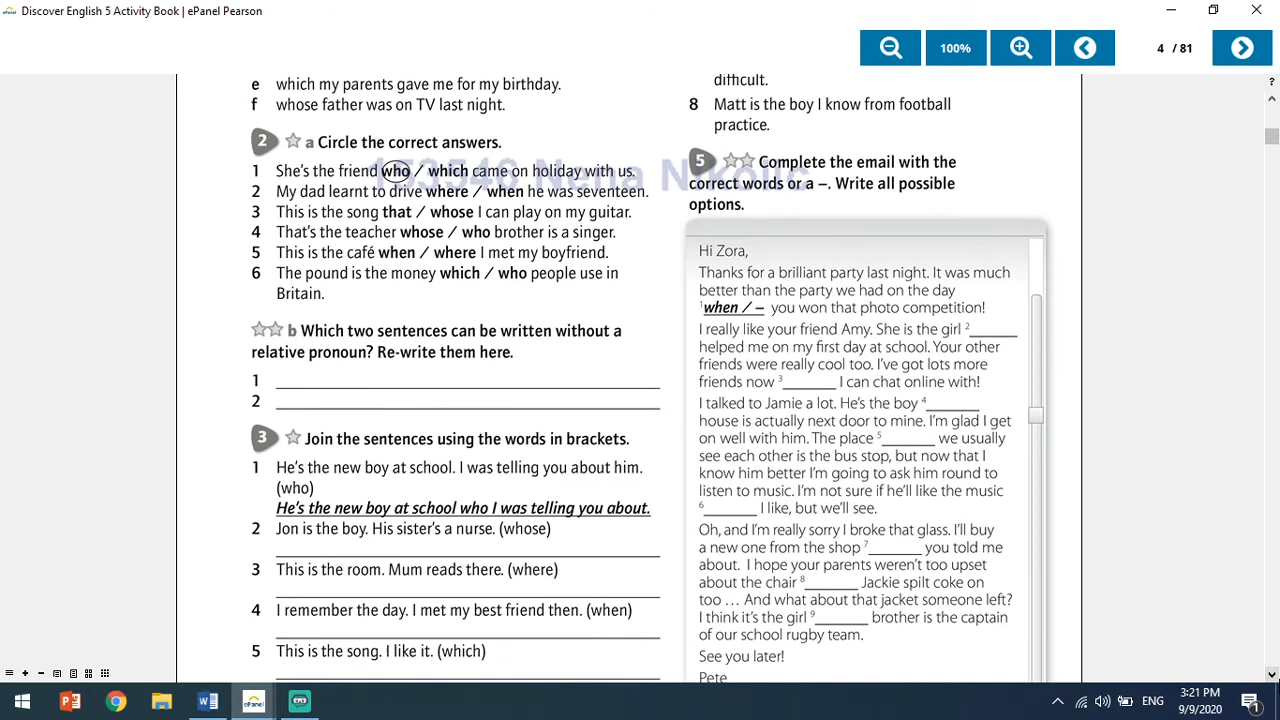 Discover English 5 Activity Book | ePanel Pearson
100%
4 / 81
e which my parents gave me for my birthday.
f whose father was on TV last night.
2 a Circle the correct answers.
1 She's the friend who / which came on holiday with us.
2 My dad learnt to drive where / when he was seventeen.
3 This is the song that / whose I can play on my guitar.
4 That's the teacher whose / who brother is a singer.
5 This is the café when / where I met my boyfriend.
6 The pound is the money which / who people use in
Britain.
b Which two sentences can be written without a
relative pronoun? Re-write them here.
1
2
3 Join the sentences using the words in brackets.
1 He's the new boy at school. I was telling you about him.
(who)
He's the new boy at school who I was telling you about.
2 Jon is the boy. His sister's a nurse. (whose)
3 This is the room. Mum reads there. (where)
4 I remember the day. I met my best friend then. (when)
5 This is the song. I like it. (which)
difficult.
8 Matt is the boy I know from football
practice.
153546 Nena Nikolic
5 Complete the email with the
correct words or a –. Write all possible
options.
Hi Zora,
Thanks for a brilliant party last night. It was much
better than the party we had on the day
1 when / – you won that photo competition!
I really like your friend Amy. She is the girl 2______
helped me on my first day at school. Your other
friends were really cool too. I've got lots more
friends now 3______ I can chat online with!
I talked to Jamie a lot. He's the boy 4______
house is actually next door to mine. I'm glad I get
on well with him. The place 5______ we usually
see each other is the bus stop, but now that I
know him better I'm going to ask him round to
listen to music. I'm not sure if he'll like the music
6______ I like, but we'll see.
Oh, and I'm really sorry I broke that glass. I'll buy
a new one from the shop 7______ you told me
about. I hope your parents weren't too upset
about the chair 8______ Jackie spilt coke on
too … And what about that jacket someone left?
I think it's the girl 9______ brother is the captain
of our school rugby team.
See you later!
Pete
?
ENG
3:21 PM
9/9/2020
1